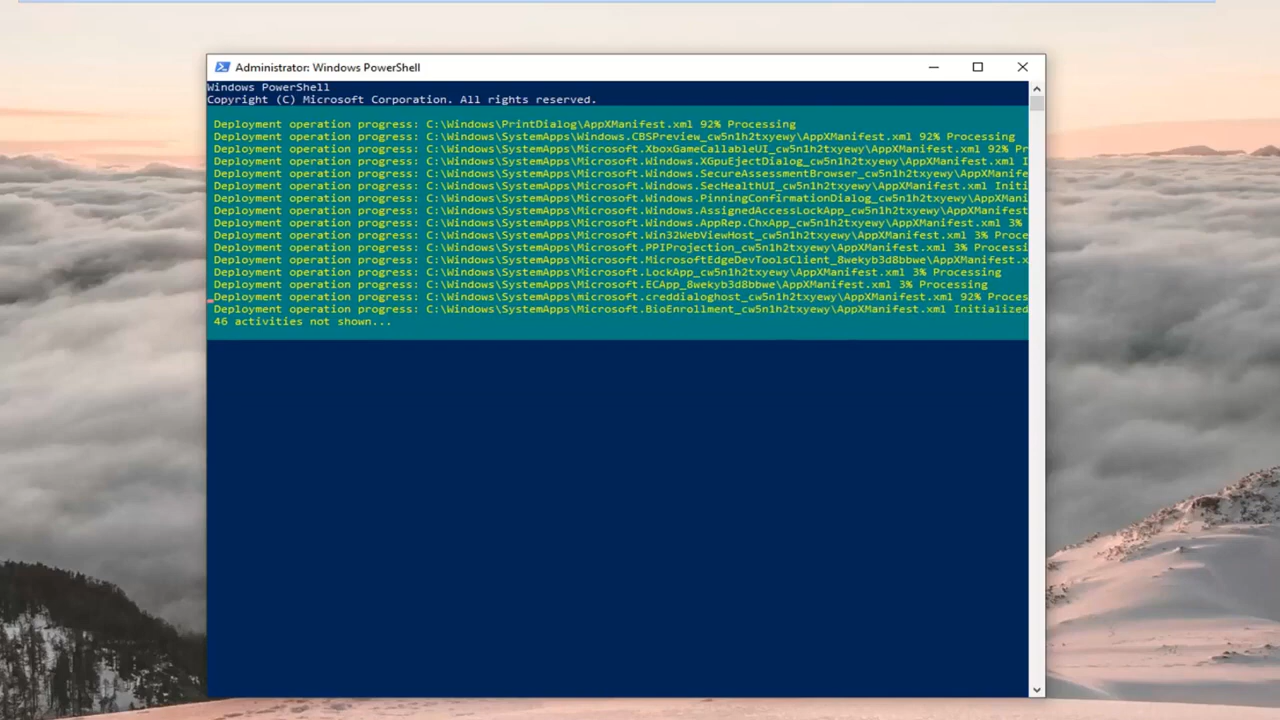 Administrator: Windows PowerShell
Windows PowerShell
Copyright (C) Microsoft Corporation. All rights reserved.
Deployment operation progress: C:\Windows\PrintDialog\AppXManifest.xml 92% Processing
Deployment operation progress: C:\Windows\SystemApps\Windows.CBSPreview_cw5n1h2txyewy\AppXManifest.xml 92% Processing
Deployment operation progress: C:\Windows\SystemApps\Microsoft.XboxGameCallableUI_cw5n1h2txyewy\AppXManifest.xml 92% Pr
Deployment operation progress: C:\Windows\SystemApps\Microsoft.Windows.XGpuEjectDialog_cw5n1h2txyewy\AppXManifest.xml I
Deployment operation progress: C:\Windows\SystemApps\Microsoft.Windows.SecureAssessmentBrowser_cw5n1h2txyewy\AppXManifes
Deployment operation progress: C:\Windows\SystemApps\Microsoft.Windows.SecHealthUI_cw5n1h2txyewy\AppXManifest.xml Initi
Deployment operation progress: C:\Windows\SystemApps\Microsoft.Windows.PinningConfirmationDialog_cw5n1h2txyewy\AppXManif
Deployment operation progress: C:\Windows\SystemApps\Microsoft.Windows.AssignedAccessLockApp_cw5n1h2txyewy\AppXManifest
Deployment operation progress: C:\Windows\SystemApps\Microsoft.Windows.AppRep.ChxApp_cw5n1h2txyewy\AppXManifest.xml 3%
Deployment operation progress: C:\Windows\SystemApps\Microsoft.Win32WebViewHost_cw5n1h2txyewy\AppXManifest.xml 3% Proce
Deployment operation progress: C:\Windows\SystemApps\Microsoft.PPIProjection_cw5n1h2txyewy\AppXManifest.xml 3% Processi
Deployment operation progress: C:\Windows\SystemApps\Microsoft.MicrosoftEdgeDevToolsClient_8wekyb3d8bbwe\AppXManifest.x
Deployment operation progress: C:\Windows\SystemApps\Microsoft.LockApp_cw5n1h2txyewy\AppXManifest.xml 3% Processing
Deployment operation progress: C:\Windows\SystemApps\Microsoft.ECApp_8wekyb3d8bbwe\AppXManifest.xml 3% Processing
Deployment operation progress: C:\Windows\SystemApps\microsoft.creddialoghost_cw5n1h2txyewy\AppXManifest.xml 92% Proces
Deployment operation progress: C:\Windows\SystemApps\Microsoft.BioEnrollment_cw5n1h2txyewy\AppXManifest.xml Initialized
46 activities not shown...